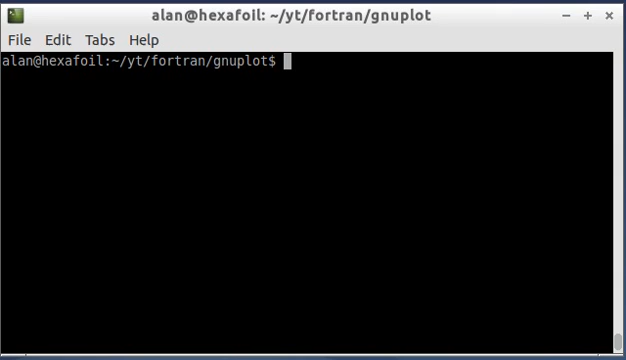 alan@hexafoil: ~/yt/fortran/gnuplot
File Edit Tabs Help
alan@hexafoil:~/yt/fortran/gnuplot$